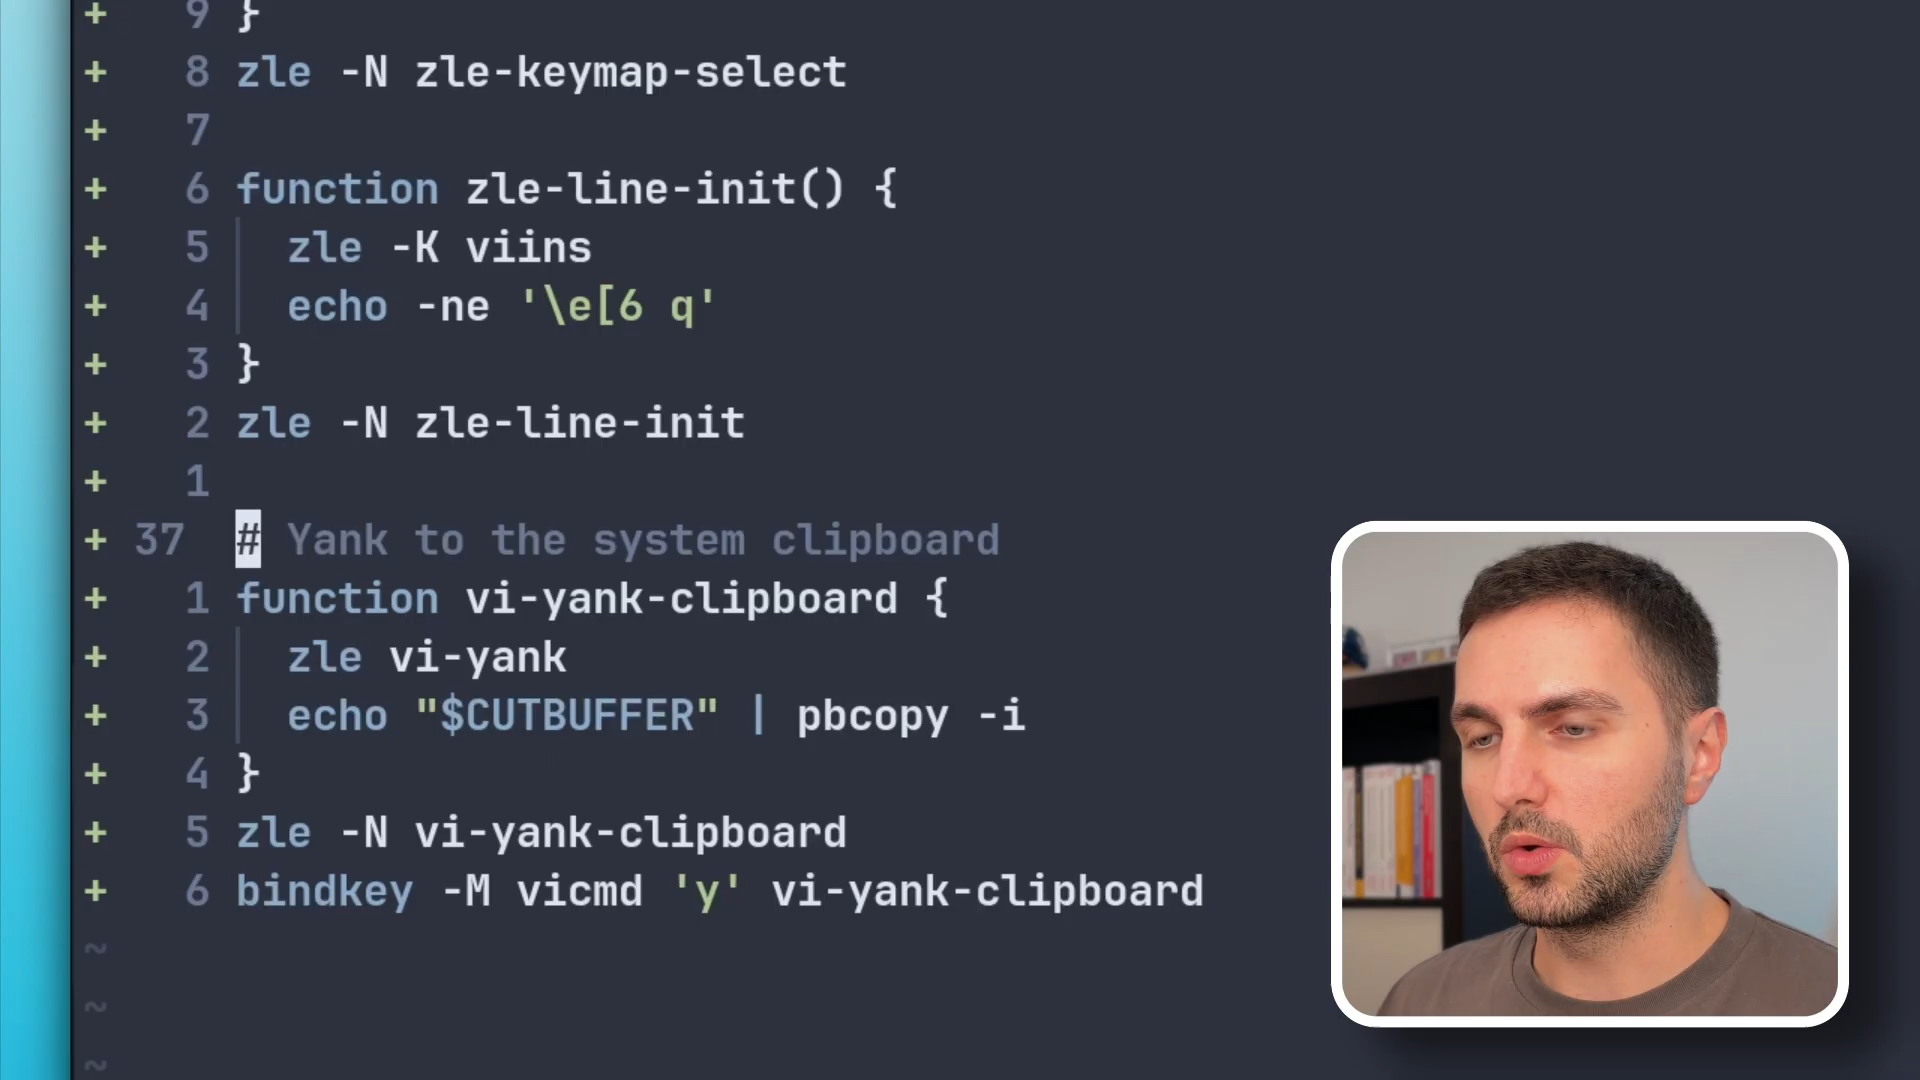 + 9 }
+ 8 zle -N zle-keymap-select
+ 7
+ 6 function zle-line-init() {
+ 5   zle -K viins
+ 4   echo -ne '\e[6 q'
+ 3 }
+ 2 zle -N zle-line-init
+ 1
+ 37 # Yank to the system clipboard
+ 1 function vi-yank-clipboard {
+ 2   zle vi-yank
+ 3   echo "$CUTBUFFER" | pbcopy -i
+ 4 }
+ 5 zle -N vi-yank-clipboard
+ 6 bindkey -M vicmd 'y' vi-yank-clipboard
~
~
~